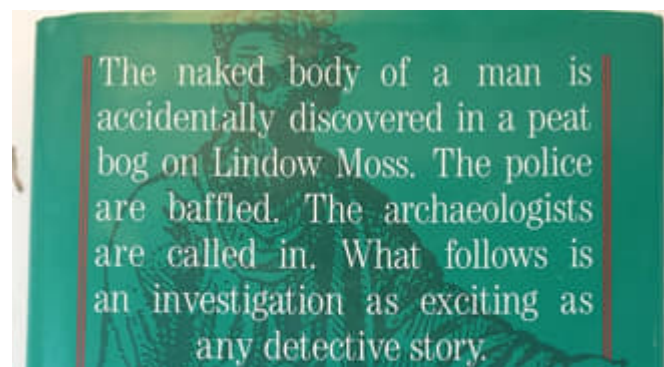 The naked body of a man is
accidentally discovered in a peat
bog on Lindow Moss. The police
are baffled. The archaeologists
are called in. What follows is
an investigation as exciting as
any detective story.